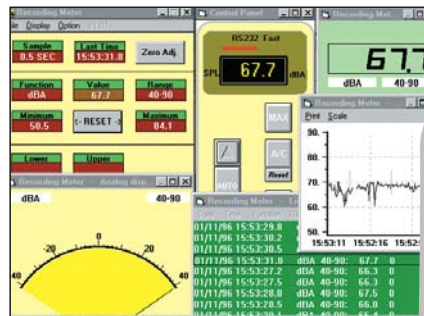 Recording Meter
Display Option
Sample
0.5 SEC
Last Time
15:53:31.8
Zero Adj.
Function
dBA
Value
67.7
Range
40-90
Minimum
50.5
RESET
Maximum
84.1
Lower
Upper
Control Panel
RS232 Fast
SPL
67.7
dBA
MAX
A/C
AUTO
Reset
Recording Met
67.7
dBA
40-90
Recording Meter
Print Scale
90.
80.
70.
60.
50.
15:53:11
15:52:16
Recording Meter - Analog disp
dBA
40-90
40
20
0
20
40
Recording Meter - Li
Date Time Function
01/11/96 15:53:29.8
01/11/96 15:53:30.2
01/11/96 15:53:30.5
01/11/96 15:53:31.8 dBA 40-90: 67.7 0
01/11/96 15:53:27.2 dBA 40-90: 66.3 0
01/11/96 15:53:27.5 dBA 40-90: 66.3 0
01/11/96 15:53:28.0 dBA 40-90: 67.5 0
01/11/96 15:53:28.5 dBA 40-90: 66.0 0